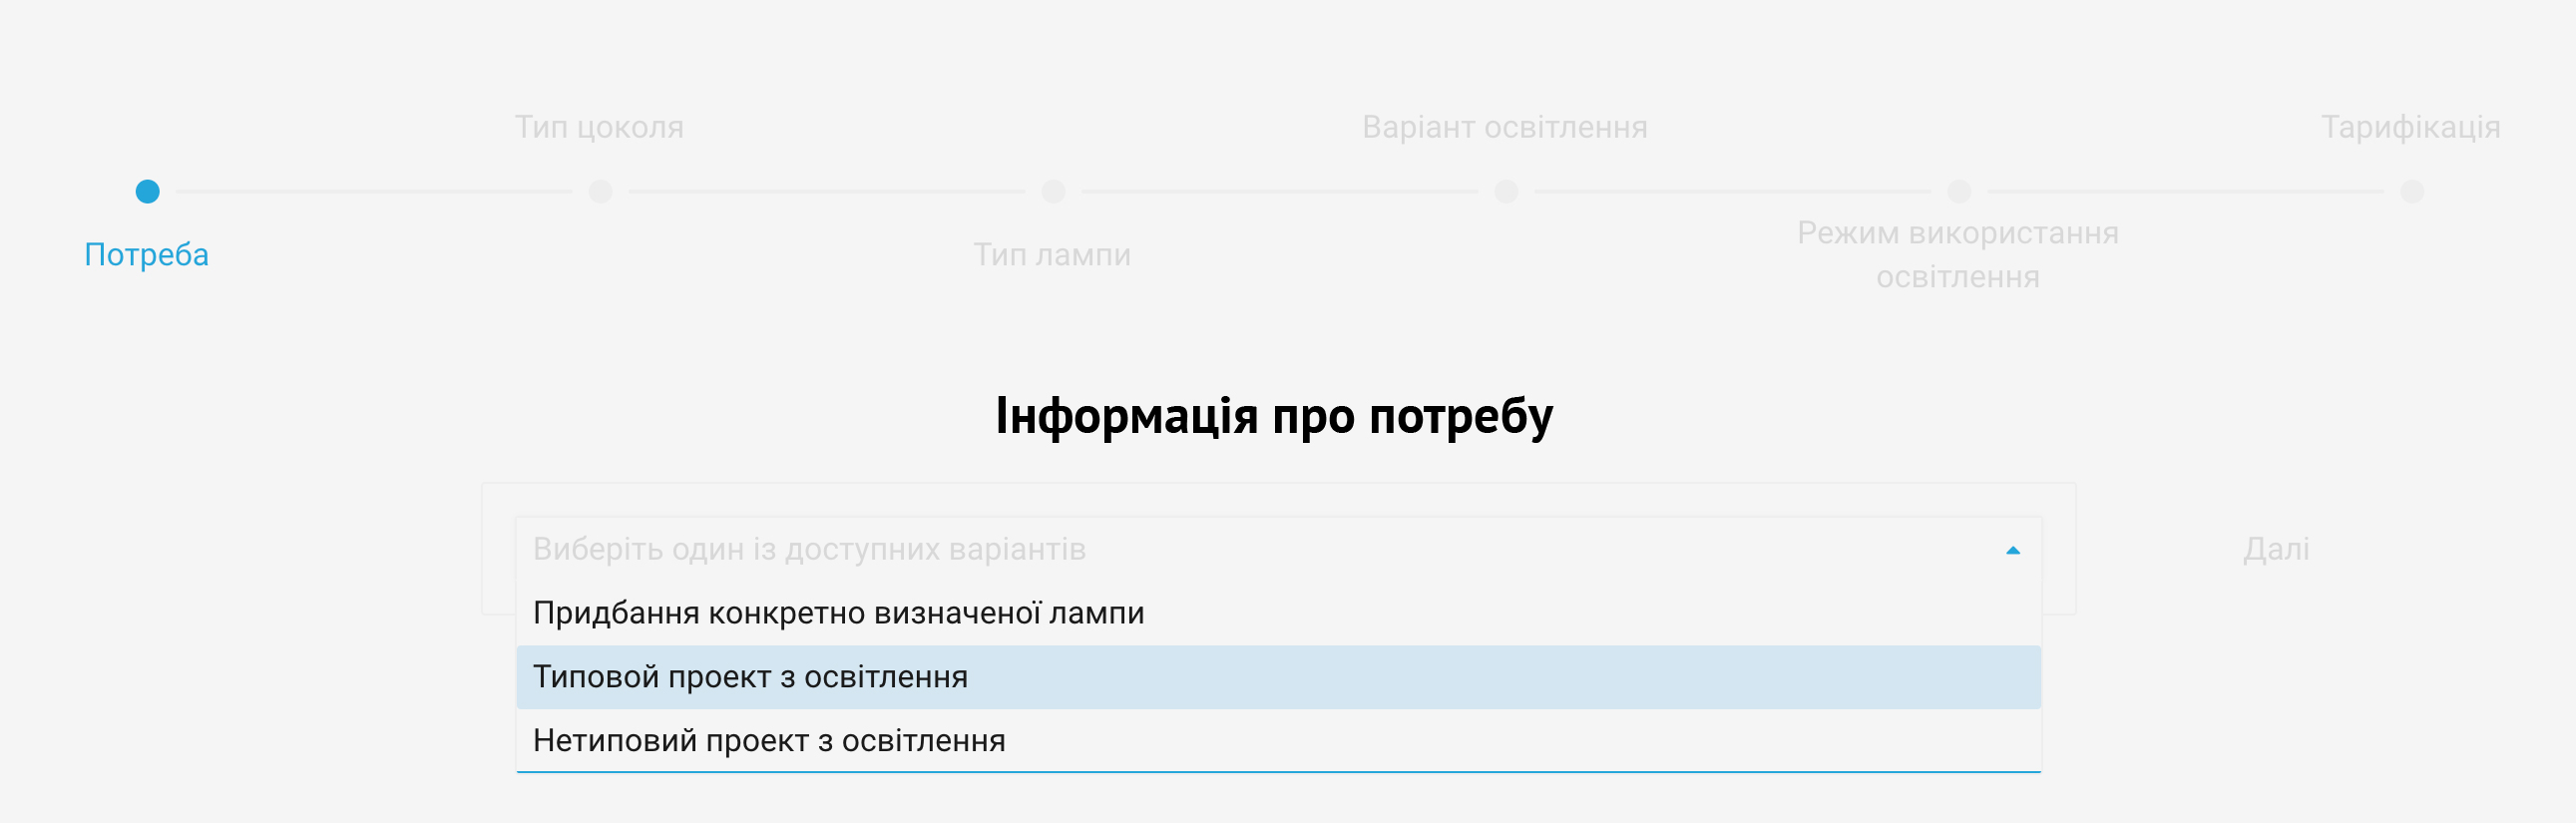 Тип цоколя
Варіант освітлення
Тарифікація
Потреба
Тип лампи
Режим використання
освітлення
Інформація про потребу
Виберіть один із доступних варіантів
Далі
Придбання конкретно визначеної лампи
Типовой проект з освітлення
Нетиповий проект з освітлення